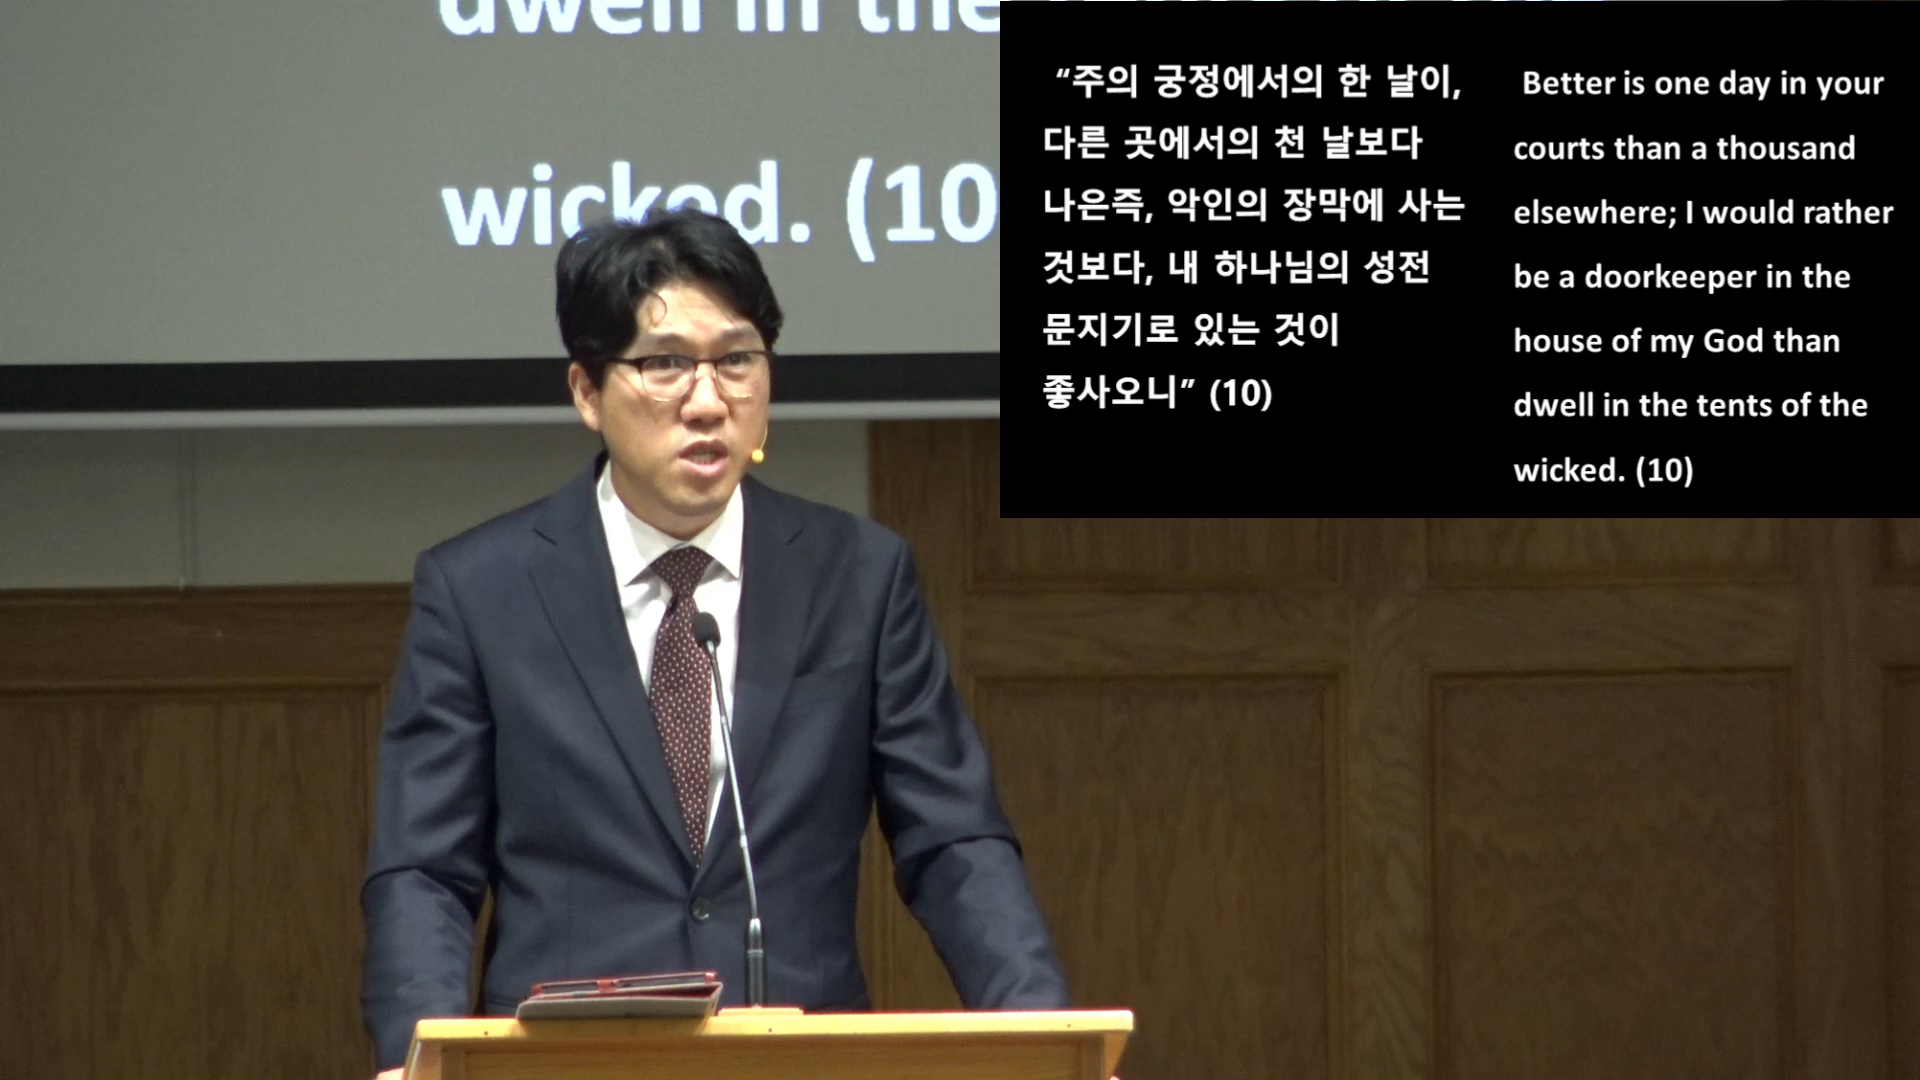 dwell in the
wicked. (10
“주의 궁정에서의 한 날이,
다른 곳에서의 천 날보다
나은즉, 악인의 장막에 사는
것보다, 내 하나님의 성전
문지기로 있는 것이
좋사오니” (10)
Better is one day in your
courts than a thousand
elsewhere; I would rather
be a doorkeeper in the
house of my God than
dwell in the tents of the
wicked. (10)